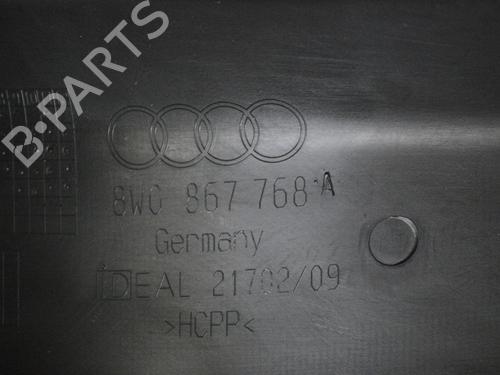 B-PARTS
8W0 867 768 A
Germany
IDEAL 21702/09
>HCPP<